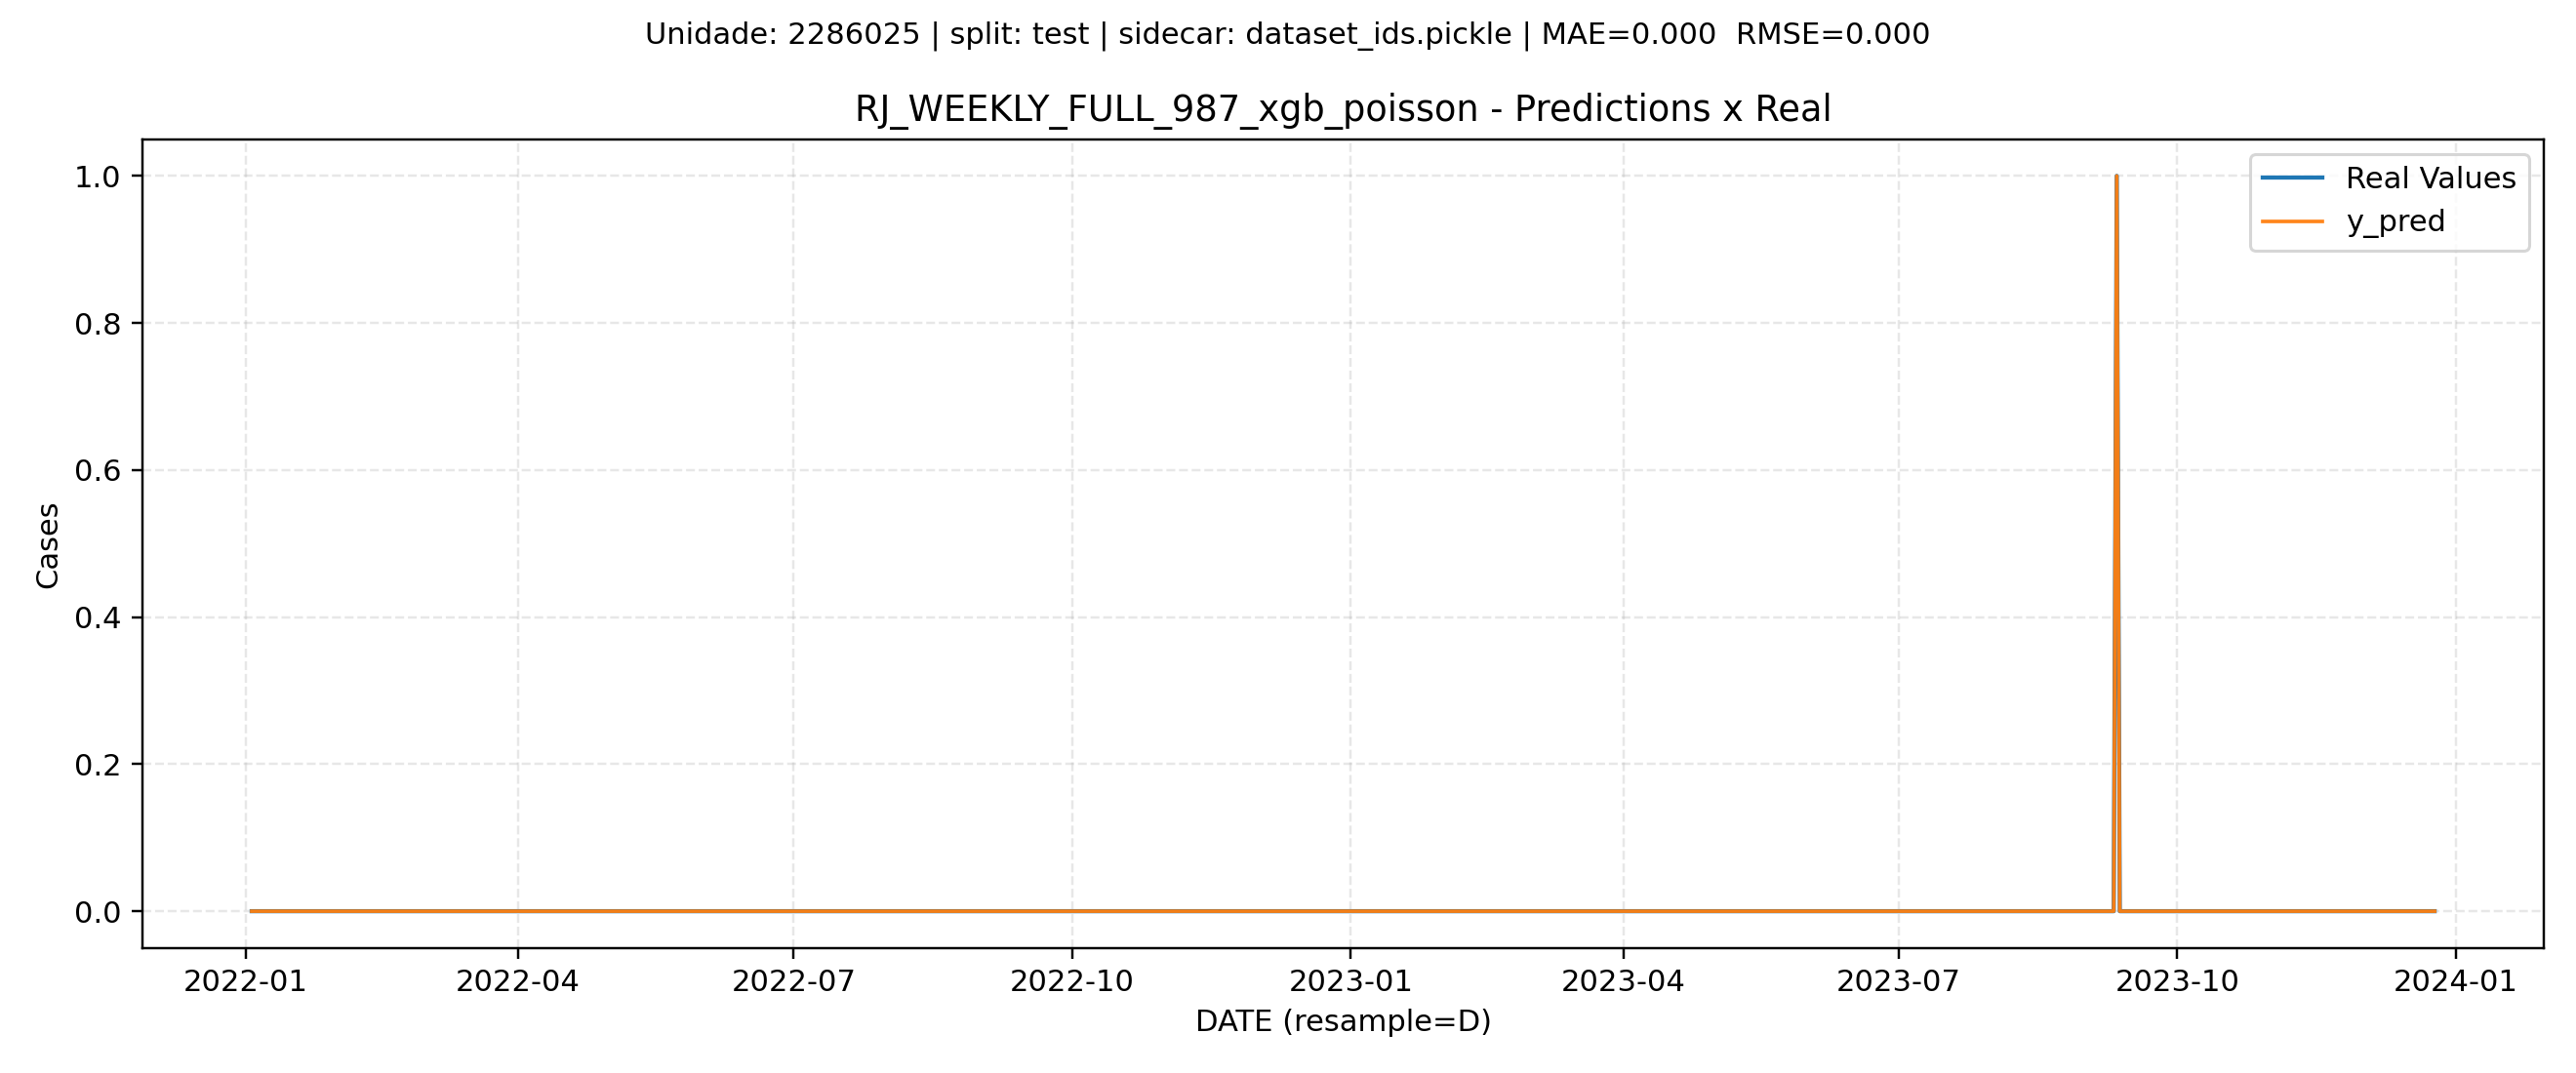 Unidade: 2286025 | split: test | sidecar: dataset_ids.pickle | MAE=0.000  RMSE=0.000
RJ_WEEKLY_FULL_987_xgb_poisson - Predictions x Real
Real Values
y_pred
1.0
0.8
0.6
0.4
0.2
0.0
Cases
2022-01
2022-04
2022-07
2022-10
2023-01
2023-04
2023-07
2023-10
2024-01
DATE (resample=D)